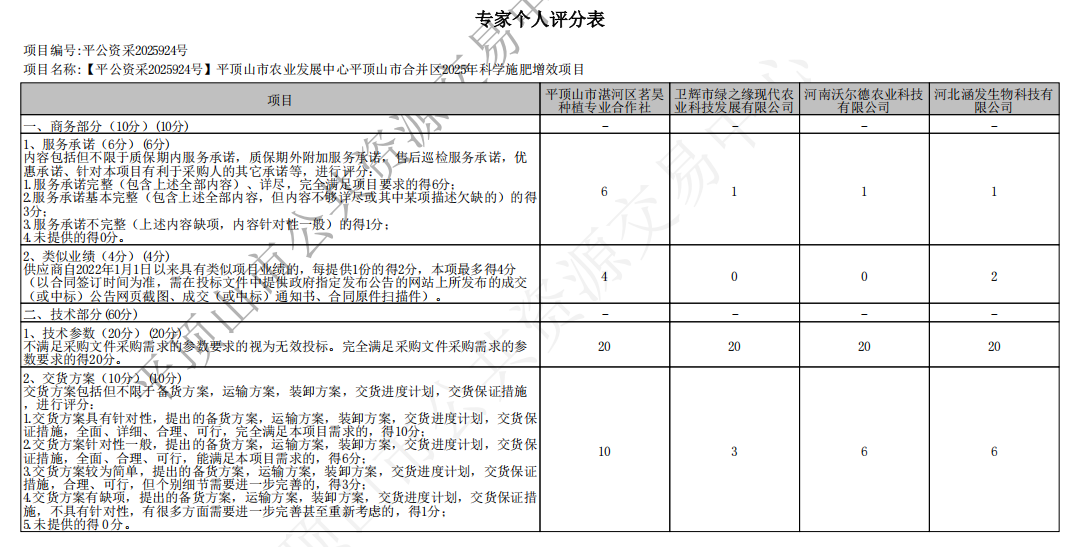 专家个人评分表
项目编号:平公资采2025924号
项目名称:【平公资采2025924号】平顶山市农业发展中心平顶山市合并区2025年科学施肥增效项目
项目
平顶山市湛河区茗昊
种植专业合作社
卫辉市绿之缘现代农
业科技发展有限公司
河南沃尔德农业科技
有限公司
河北涵发生物科技有
限公司
一、商务部分（10分）(10分)
–
–
–
–
1、服务承诺（6分）(6分)
内容包括但不限于质保期内服务承诺，质保期外附加服务承诺，售后巡检服务承诺，优
惠承诺、针对本项目有利于采购人的其它承诺等，进行评分：
1.服务承诺完整（包含上述全部内容）、详尽，完全满足项目要求的得6分；
2.服务承诺基本完整（包含上述全部内容，但内容不够详尽或其中某项描述欠缺的）的得
3分；
3.服务承诺不完整（上述内容缺项，内容针对性一般）的得1分；
4.未提供的得0分。
6
1
1
1
2、类似业绩（4分）(4分)
供应商自2022年1月1日以来具有类似项目业绩的，每提供1份的得2分，本项最多得4分
（以合同签订时间为准，需在投标文件中提供政府指定发布公告的网站上所发布的成交
（或中标）公告网页截图、成交（或中标）通知书、合同原件扫描件）。
4
0
0
2
二、技术部分(60分)
–
–
–
–
1、技术参数（20分）(20分)
不满足采购文件采购需求的参数要求的视为无效投标。完全满足采购文件采购需求的参
数要求的得20分。
20
20
20
20
2、交货方案（10分）(10分)
交货方案包括但不限于备货方案，运输方案，装卸方案，交货进度计划，交货保证措施
，进行评分：
1.交货方案具有针对性，提出的备货方案，运输方案，装卸方案，交货进度计划，交货保
证措施，全面、详细、合理、可行，完全满足本项目需求的，得10分；
2.交货方案针对性一般，提出的备货方案，运输方案，装卸方案，交货进度计划，交货保
证措施，全面、合理、可行，能满足本项目需求的，得6分；
3.交货方案较为简单，提出的备货方案，运输方案，装卸方案，交货进度计划，交货保证
措施，合理、可行，但个别细节需要进一步完善的，得3分；
4.交货方案有缺项，提出的备货方案，运输方案，装卸方案，交货进度计划，交货保证措
施，不具有针对性，有很多方面需要进一步完善甚至重新考虑的，得1分；
5.未提供的得０分。
10
3
6
6
平顶山市公共资源交易中心
平顶山市公共资源交易中心